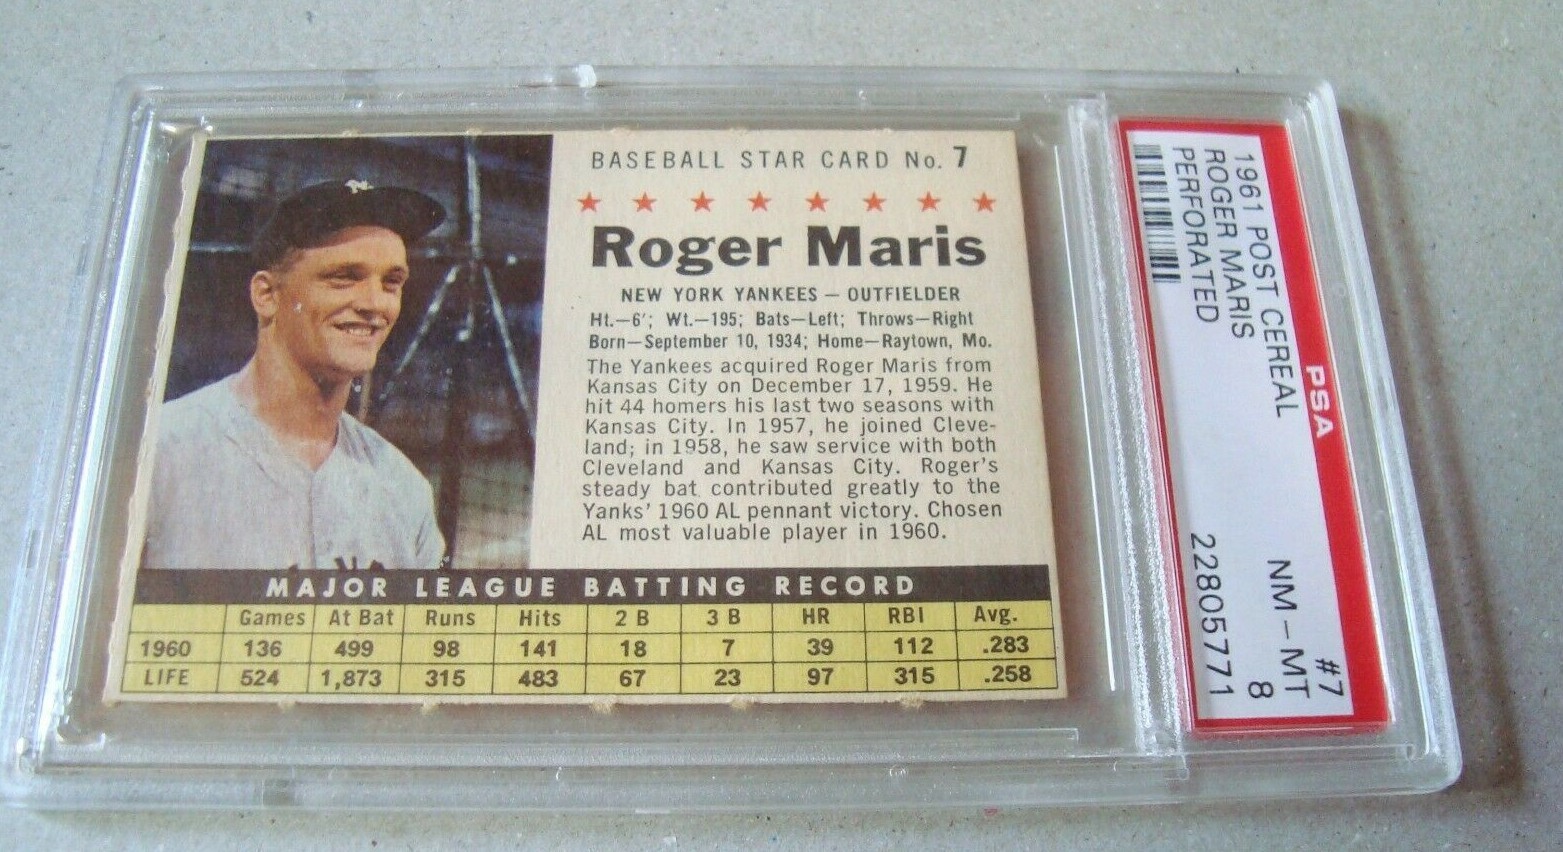 BASEBALL STAR CARD No. 7
Roger Maris
NEW YORK YANKEES — OUTFIELDER
Ht.—6'; Wt.—195; Bats—Left; Throws—Right
Born—September 10, 1934; Home—Raytown, Mo.
The Yankees acquired Roger Maris from
Kansas City on December 17, 1959. He
hit 44 homers his last two seasons with
Kansas City. In 1957, he joined Cleve-
land; in 1958, he saw service with both
Cleveland and Kansas City. Roger's
steady bat contributed greatly to the
Yanks' 1960 AL pennant victory. Chosen
AL most valuable player in 1960.
MAJOR LEAGUE BATTING RECORD
Games At Bat Runs Hits 2 B 3 B HR RBI Avg.
1960 136 499 98 141 18 7 39 112 .283
LIFE 524 1,873 315 483 67 23 97 315 .258
PSA
1961 POST CEREAL #7
ROGER MARIS NM - MT
PERFORATED 8
22805771
NY